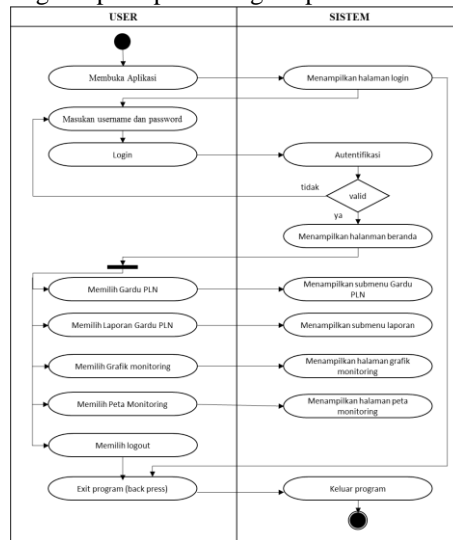 USER
SISTEM
Membuka Aplikasi
Menampilkan halaman login
Masukan username dan password
Login
Autentifikasi
tidak
valid
ya
Menampilkan halanman beranda
Memilih Gardu PLN
Menampilkan submenu Gardu
PLN
Memilih Laporan Gardu PLN
Menampilkan submenu laporan
Memilih Grafik monitoring
Menampilkan halaman grafik
monitoring
Memilih Peta Monitoring
Menampilkan halaman peta
monitoring
Memilih logout
Exit program (back press)
Keluar program